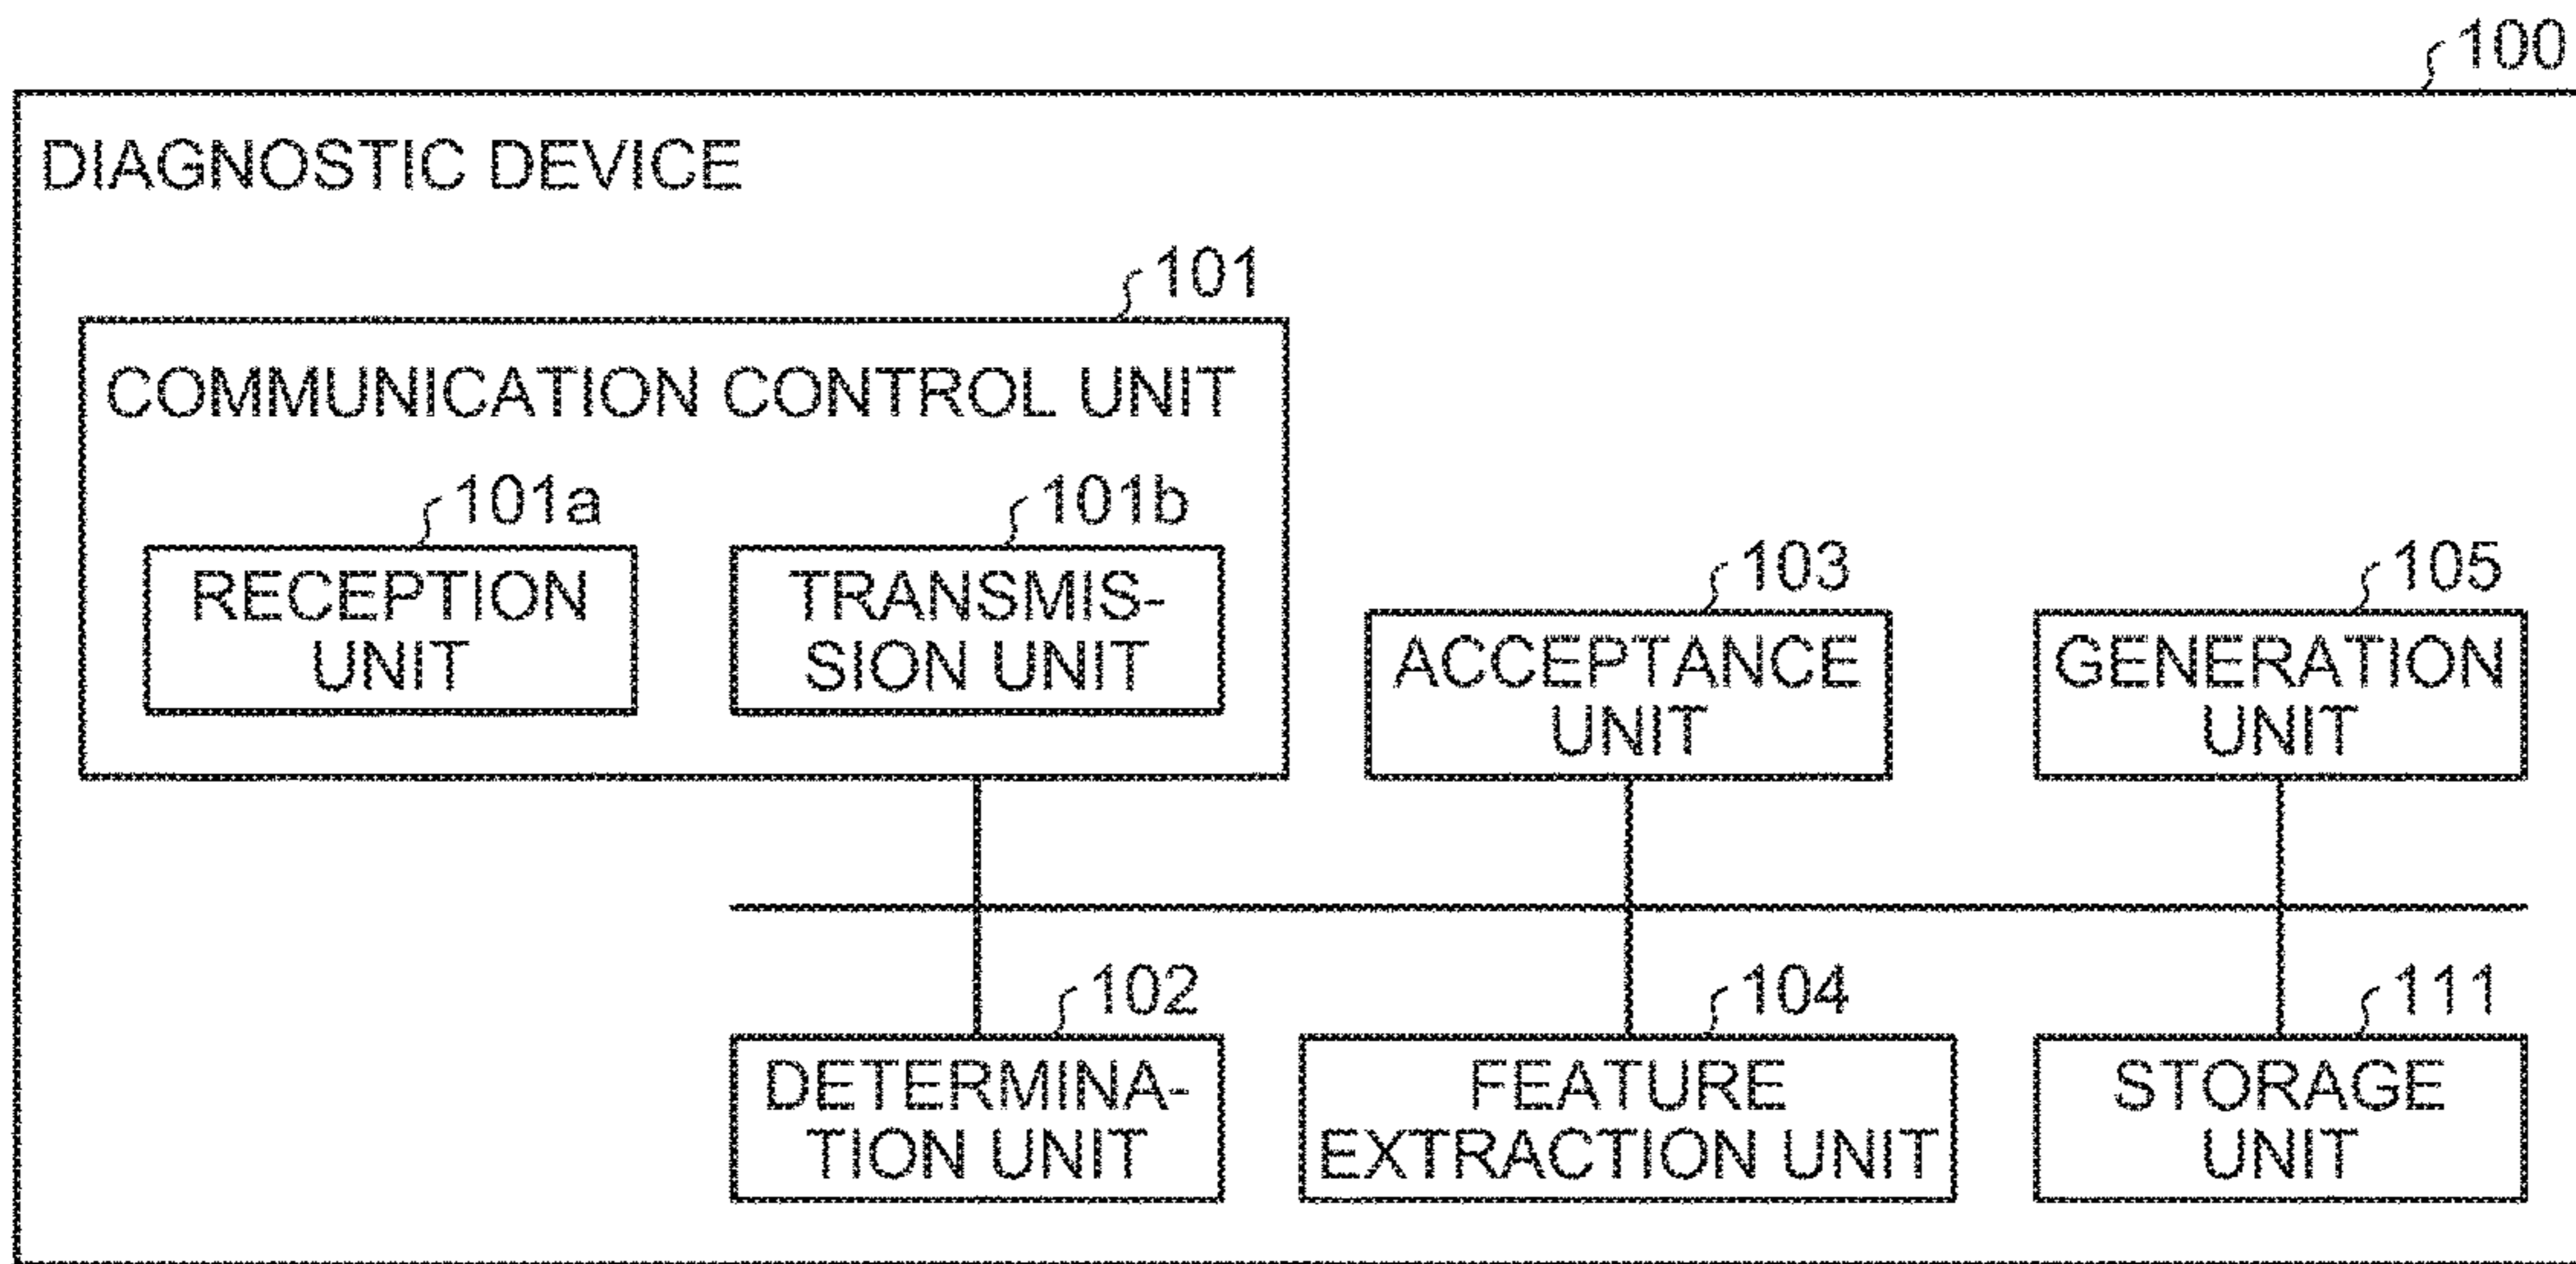 100
DIAGNOSTIC DEVICE
101
COMMUNICATION CONTROL UNIT
101a
RECEPTION
UNIT
101b
TRANSMIS-
SION UNIT
103
ACCEPTANCE
UNIT
105
GENERATION
UNIT
102
DETERMINA-
TION UNIT
104
FEATURE
EXTRACTION UNIT
111
STORAGE
UNIT